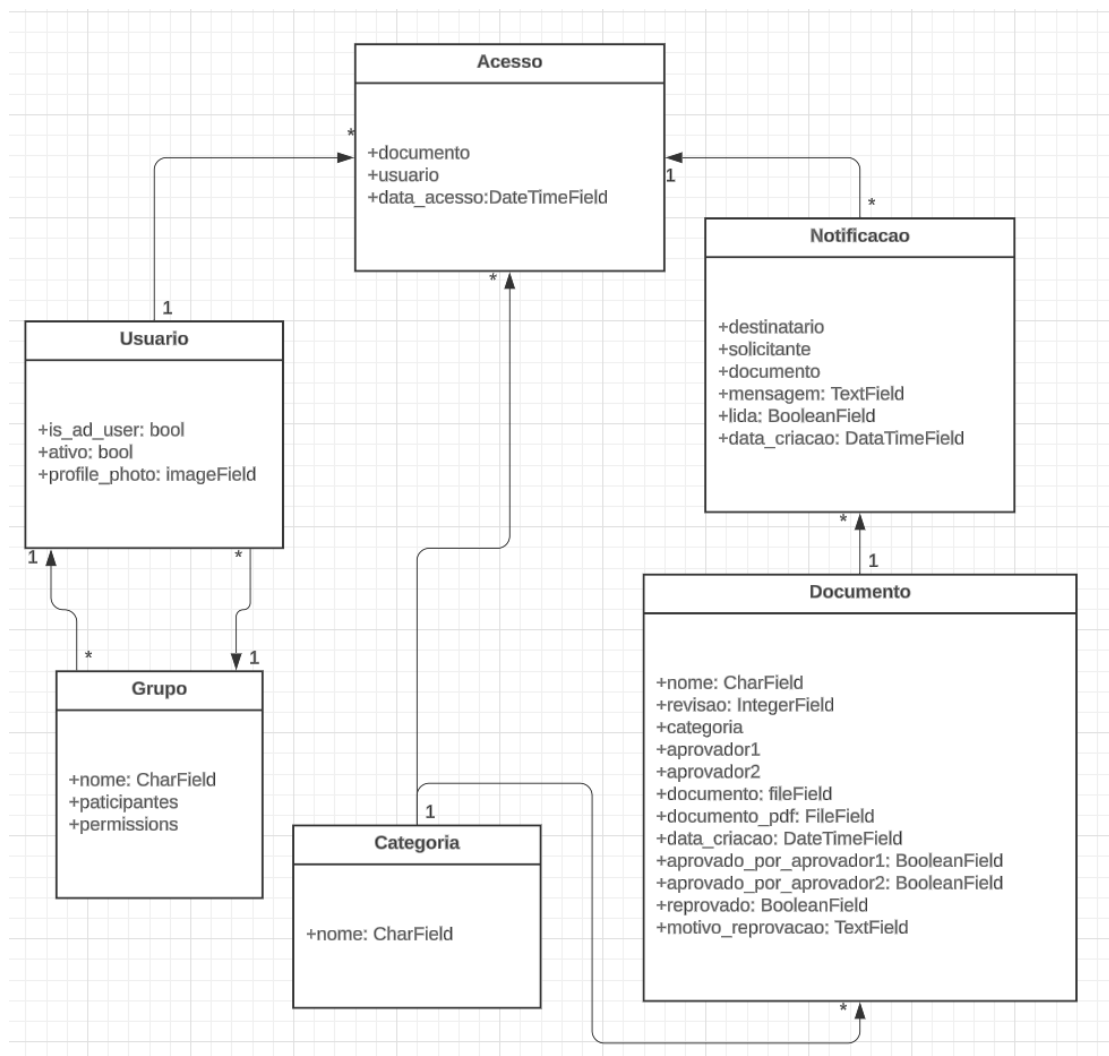 Acesso
+documento
+usuario
+data_acesso:DateTimeField
*
1
*
*
1
Notificacao
+destinatario
+solicitante
+documento
+mensagem: TextField
+lida: BooleanField
+data_criacao: DataTimeField
Usuario
+is_ad_user: bool
+ativo: bool
+profile_photo: imageField
1
*
*
1
*
1
Grupo
+nome: CharField
+paticipantes
+permissions
Documento
+nome: CharField
+revisao: IntegerField
+categoria
+aprovador1
+aprovador2
+documento: fileField
+documento_pdf: FileField
+data_criacao: DateTimeField
+aprovado_por_aprovador1: BooleanField
+aprovado_por_aprovador2: BooleanField
+reprovado: BooleanField
+motivo_reprovacao: TextField
1
Categoria
+nome: CharField
*